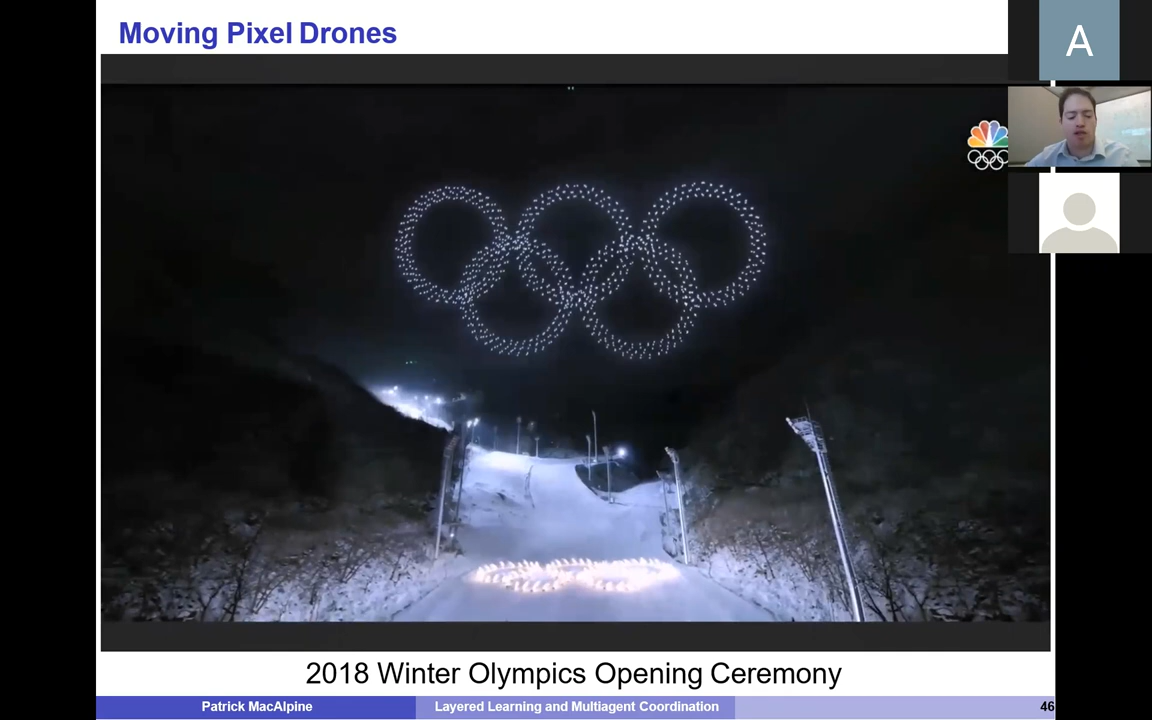 Moving Pixel Drones
A
2018 Winter Olympics Opening Ceremony
Patrick MacAlpine
Layered Learning and Multiagent Coordination
46